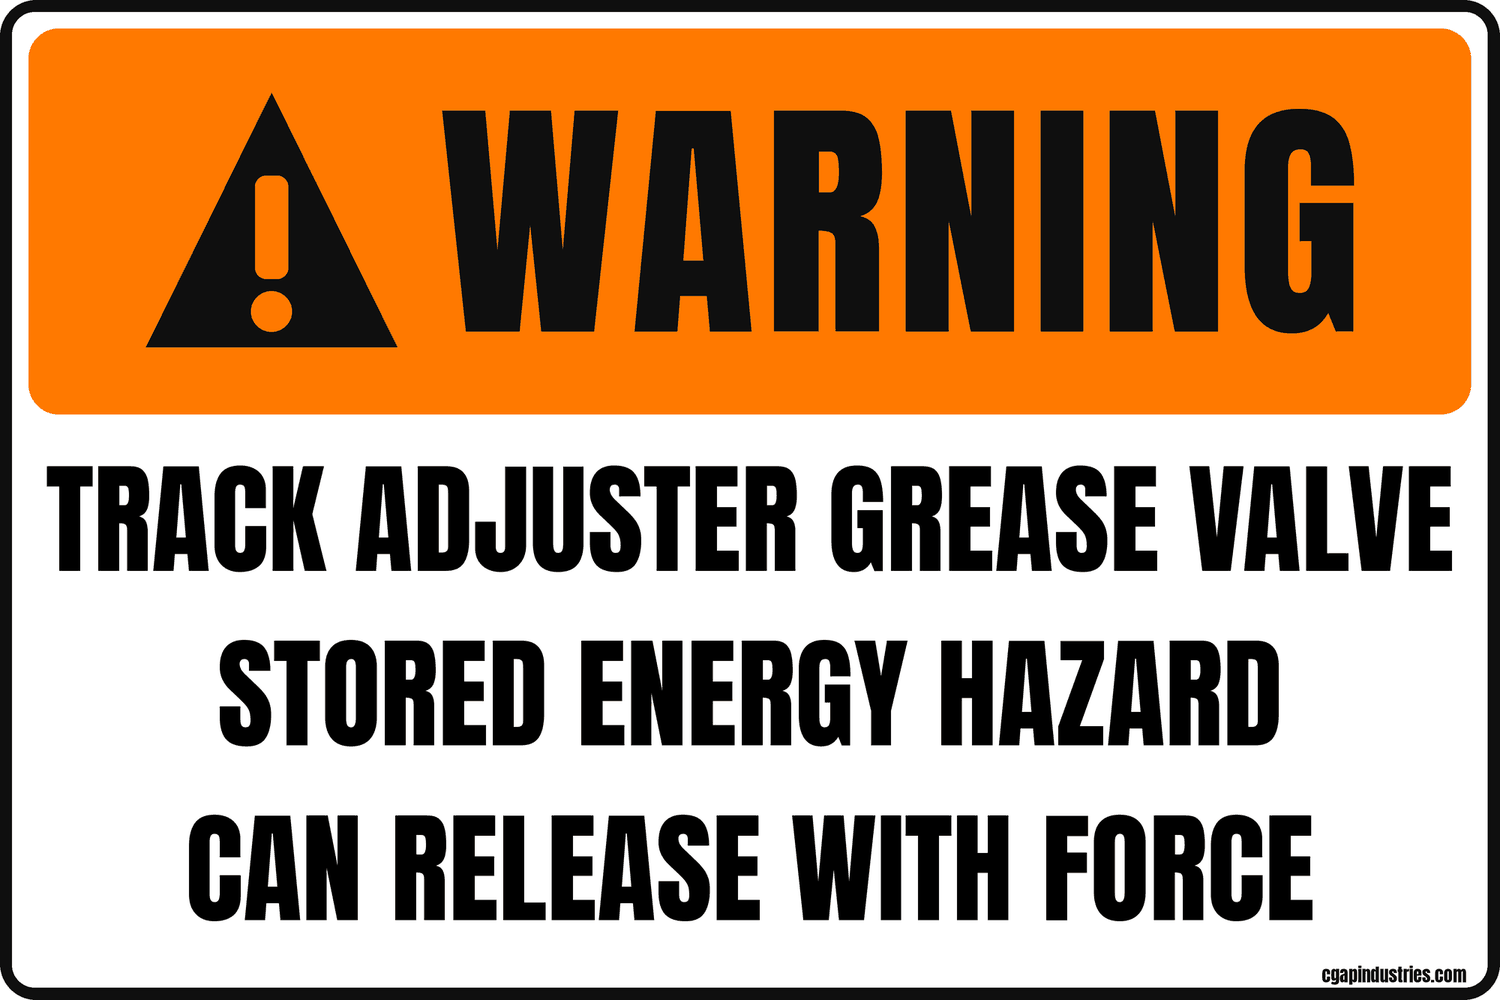 WARNING
TRACK ADJUSTER GREASE VALVE
STORED ENERGY HAZARD
CAN RELEASE WITH FORCE
cgapindustries.com